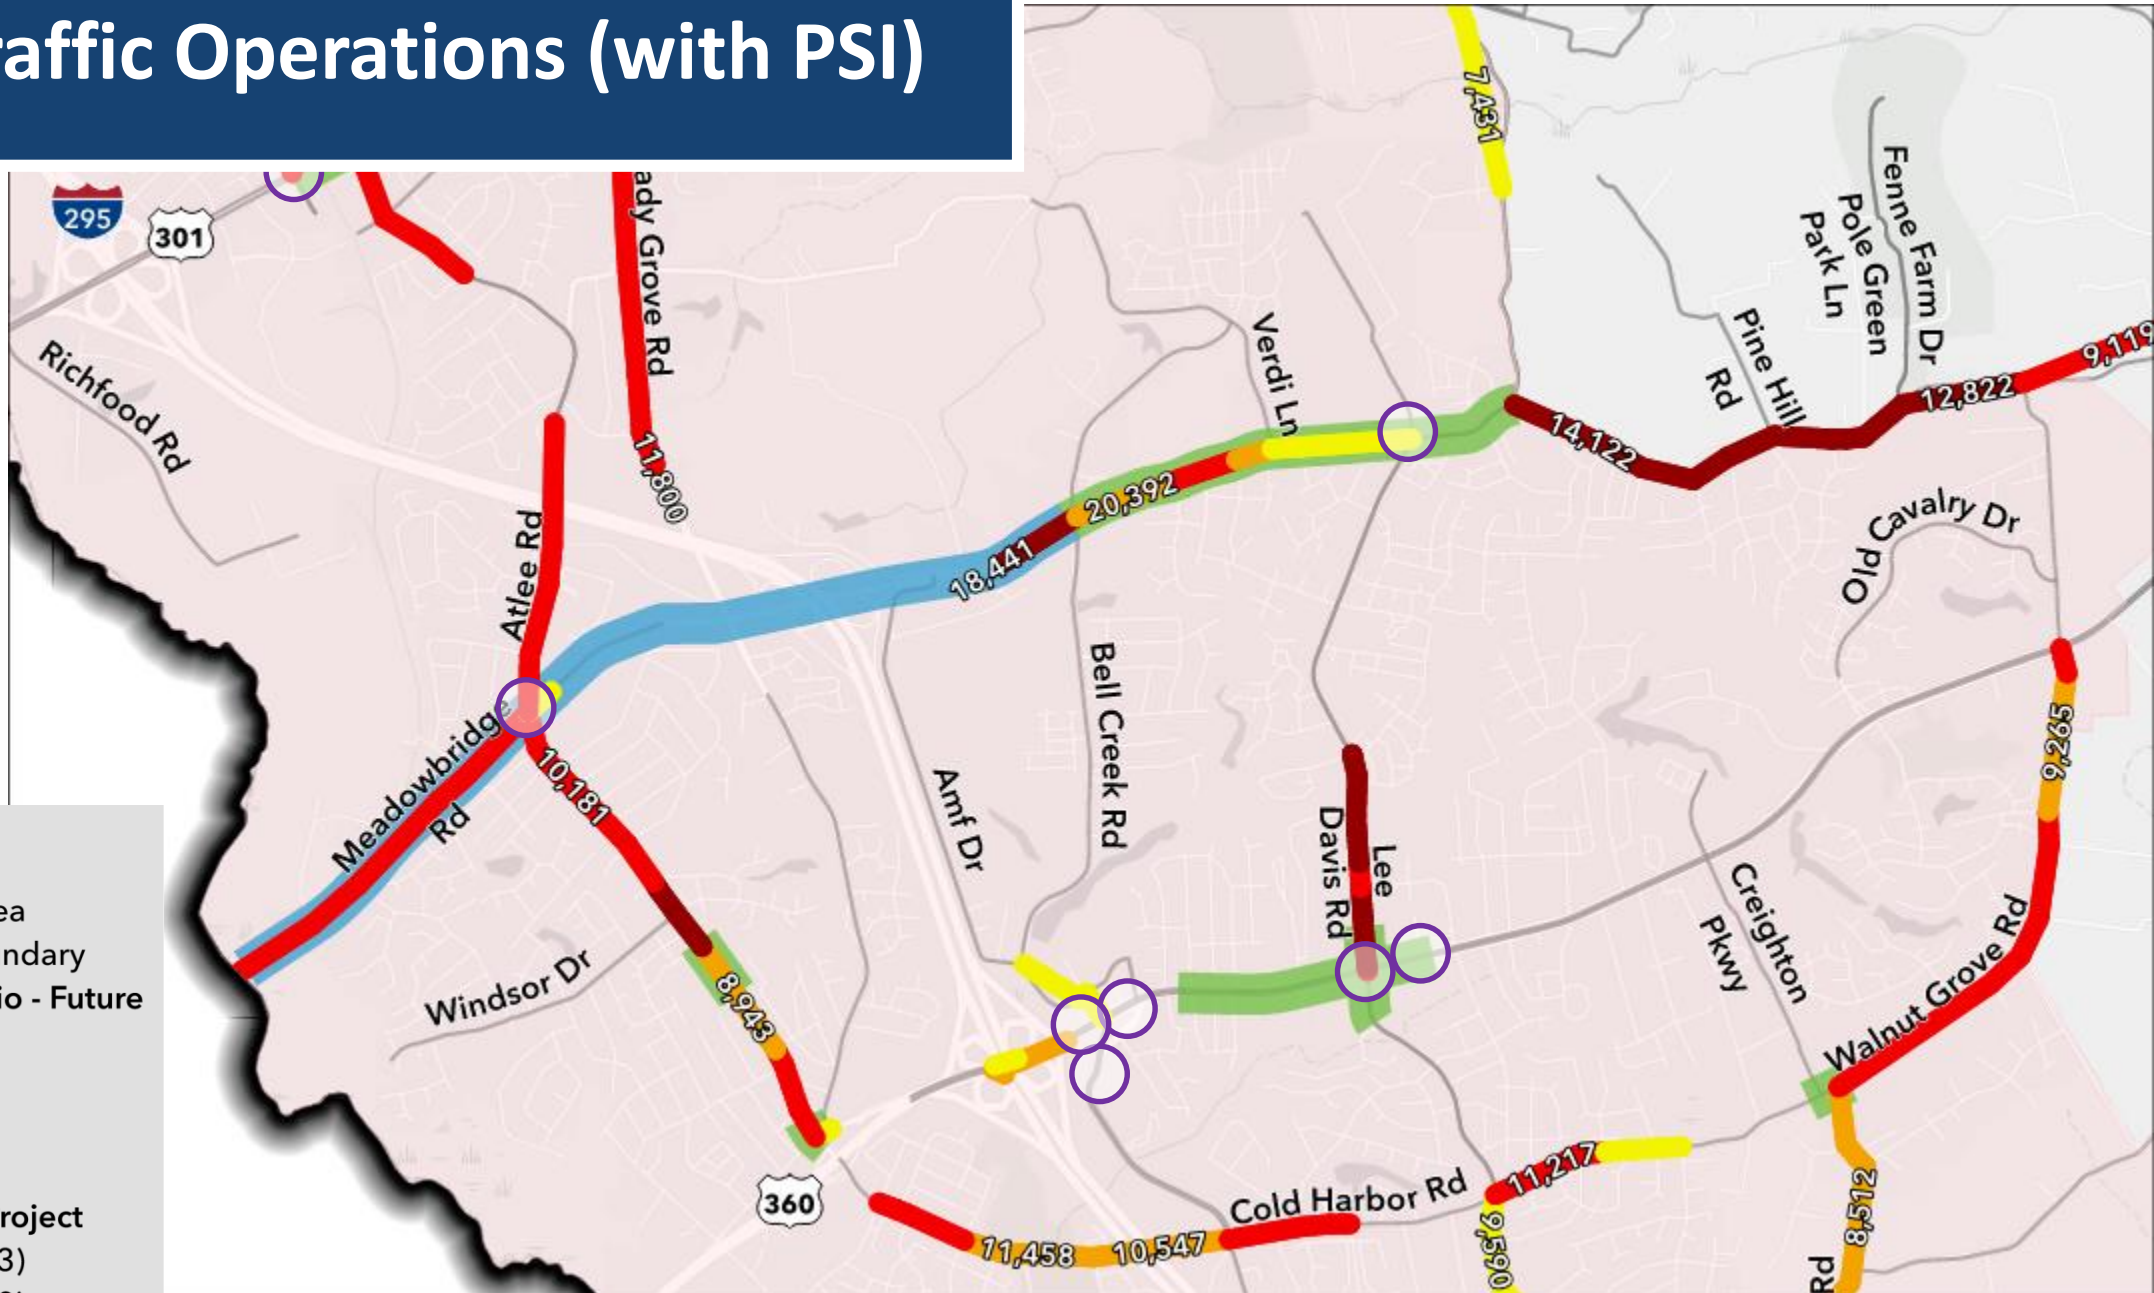 raffic Operations (with PSI)
7,431
295
301
ady Grove Rd
Fenne Farm Dr
Pole Green
Park Ln
Richfood Rd
Verdi Ln
Pine Hill
Rd
9,119
12,822
11,800
14,122
20,392
Cavalry Dr
Old
Atlee Rd
18,441
Bell Creek Rd
9,265
Meadowbridge
Rd
10,181
Amf Dr
Lee
Davis Rd
Creighton
Pkwy
Walnut Grove Rd
ea
ndary
io - Future
Windsor Dr
8,943
360
Cold Harbor Rd
11,217
11,458
10,547
9,590
8,512
Rd
roject
3)